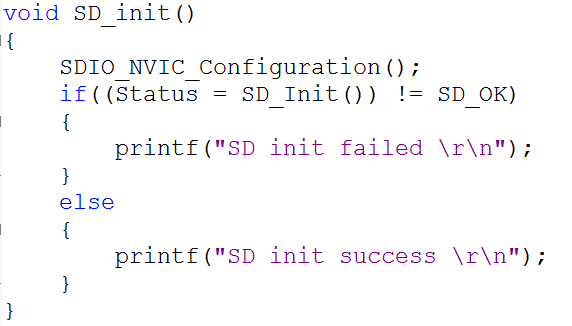 void SD_init()
{
    SDIO_NVIC_Configuration();
    if((Status = SD_Init()) != SD_OK)
    {
        printf("SD init failed \r\n");
    }
    else
    {
        printf("SD init success \r\n");
    }
}